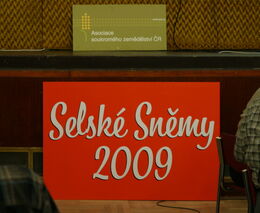 Asociace
soukromého zemědělství ČR
Selské Sněmy
2009